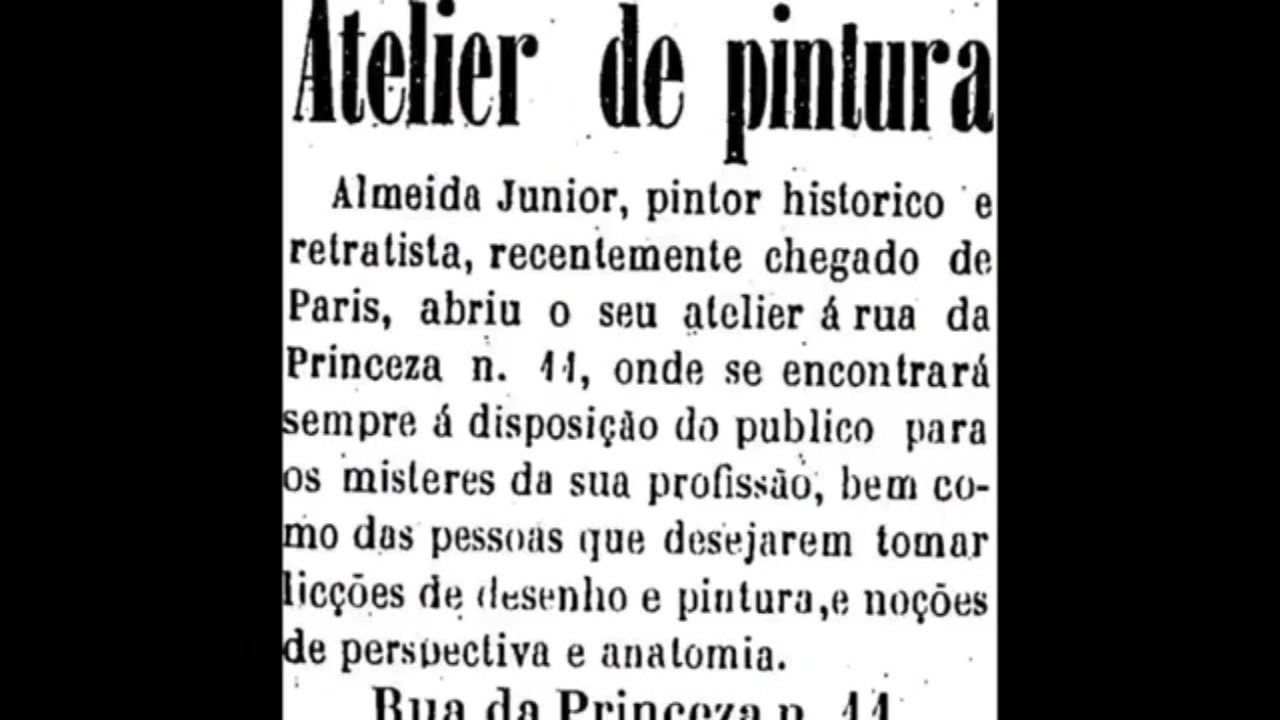 Atelier de pintura
Almeida Junior, pintor historico e
retratista, recentemente chegado de
Paris, abriu o seu atelier á rua da
Princeza n. 11, onde se encontrará
sempre á disposição do publico para
os misteres da sua profissão, bem co-
mo das pessoas que desejarem tomar
licções de desenho e pintura,e noções
de perspectiva e anatomia.
Rua da Princeza n. 11